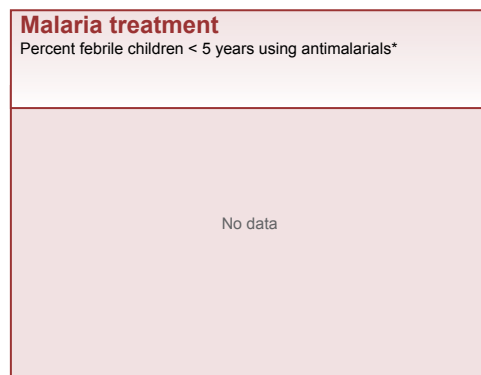 Malaria treatment
Percent febrile children < 5 years using antimalarials*
No data